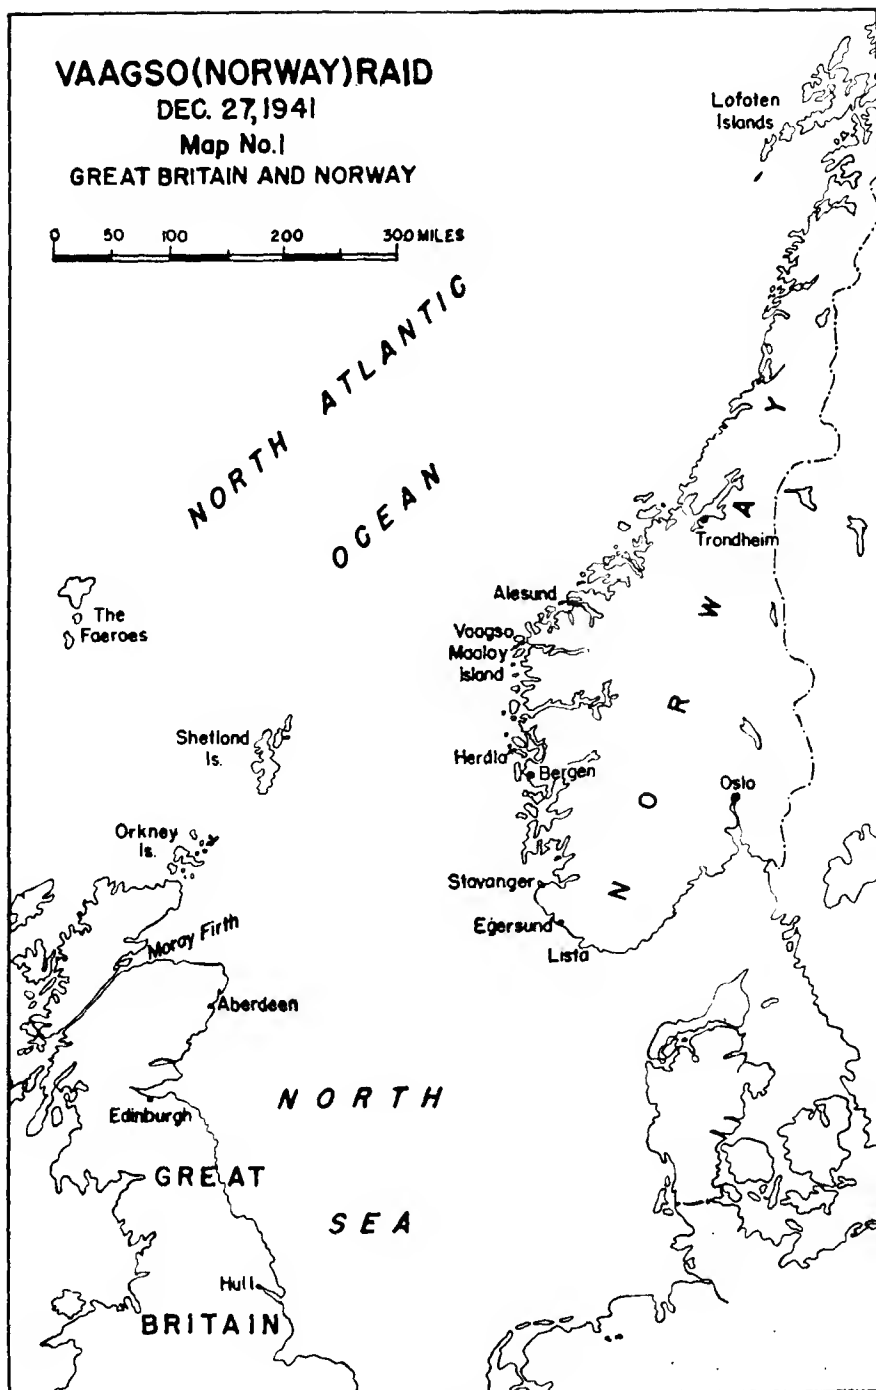 VAAGSO(NORWAY)RAID
DEC. 27,1941
Map No.1
GREAT BRITAIN AND NORWAY
0 50 100 200 300 MILES
Lofoten
Islands
NORTH ATLANTIC
OCEAN
NORWAY
Trondheim
Alesund
The
Faeroes
Vaagso
Maaloy
Island
Shetland
Is.
Herdla
Bergen
Oslo
Orkney
Is.
Stavanger
Egersund
Lista
Moray Firth
Aberdeen
Edinburgh
NORTH
SEA
GREAT
BRITAIN
Hull